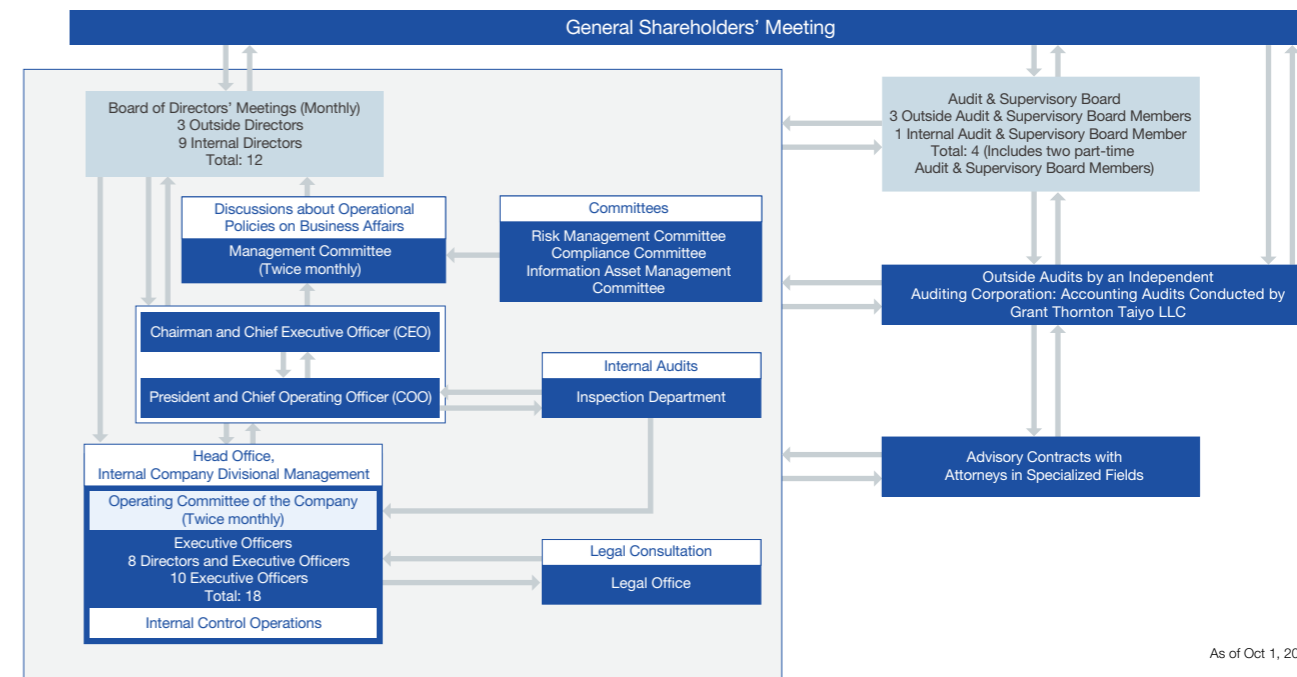 General Shareholders’ Meeting
Board of Directors’ Meetings (Monthly)
3 Outside Directors
9 Internal Directors
Total: 12
Audit & Supervisory Board
3 Outside Audit & Supervisory Board Members
1 Internal Audit & Supervisory Board Member
Total: 4 (Includes two part-time
Audit & Supervisory Board Members)
Discussions about Operational
Policies on Business Affairs
Management Committee
(Twice monthly)
Committees
Risk Management Committee
Compliance Committee
Information Asset Management
Committee
Outside Audits by an Independent
Auditing Corporation: Accounting Audits Conducted by
Grant Thornton Taiyo LLC
Chairman and Chief Executive Officer (CEO)
President and Chief Operating Officer (COO)
Internal Audits
Inspection Department
Head Office,
Internal Company Divisional Management
Operating Committee of the Company
(Twice monthly)
Executive Officers
8 Directors and Executive Officers
10 Executive Officers
Total: 18
Internal Control Operations
Legal Consultation
Legal Office
Advisory Contracts with
Attorneys in Specialized Fields
As of Oct 1,